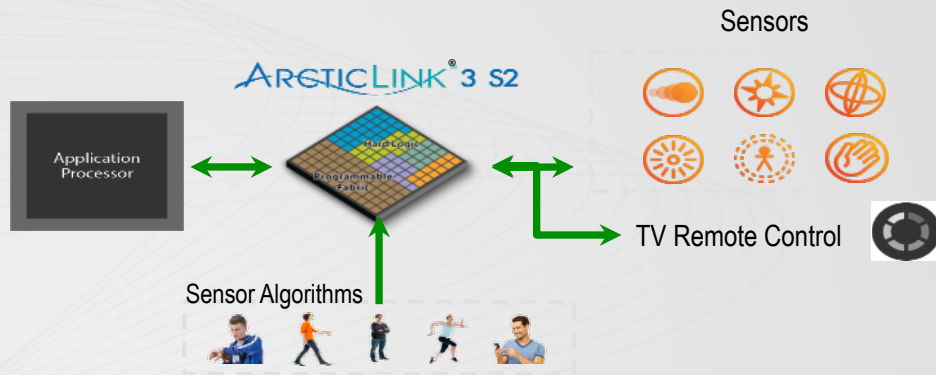 Sensors
ARCTICLINK® 3 S2
Hard Logic
Application
Processor
Programmable
Fabric
TV Remote Control
Sensor Algorithms